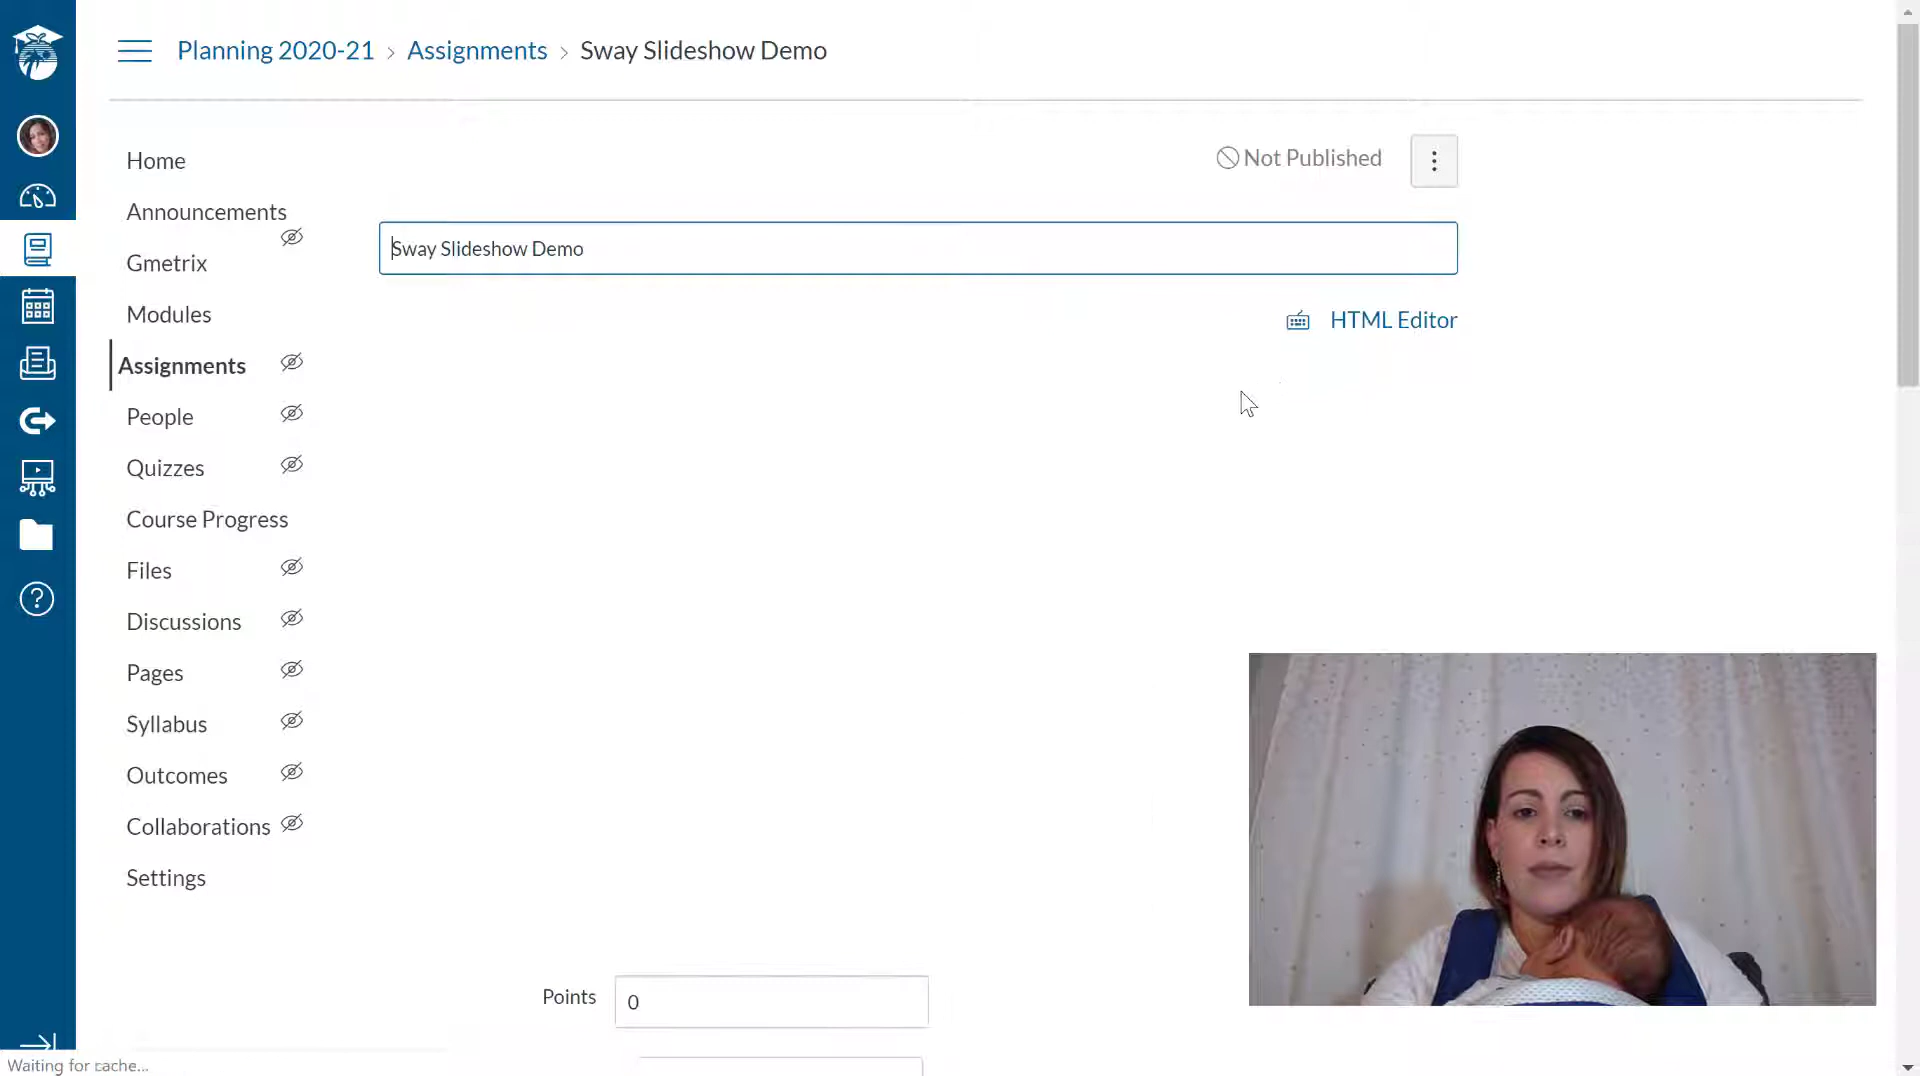 Planning 2020-21 > Assignments > Sway Slideshow Demo
Home
Announcements
Gmetrix
Modules
Assignments
People
Quizzes
Course Progress
Files
Discussions
Pages
Syllabus
Outcomes
Collaborations
Settings
Not Published
Sway Slideshow Demo
HTML Editor
Points 0
Waiting for cache...